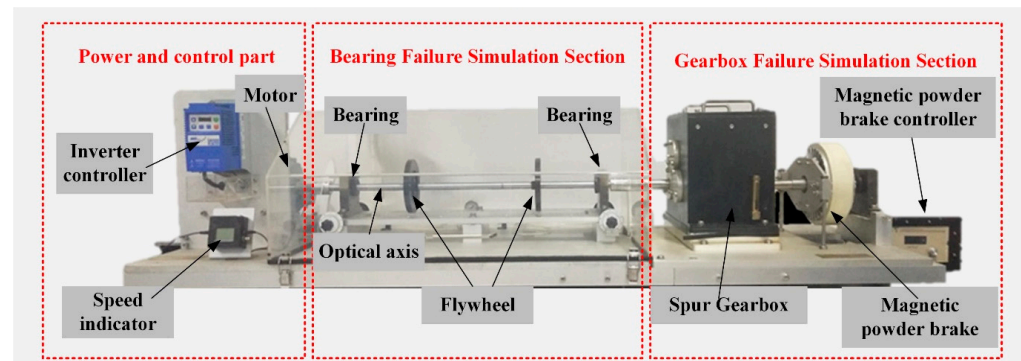 Power and control part
Bearing Failure Simulation Section
Gearbox Failure Simulation Section
Motor
Bearing
Bearing
Magnetic powder
brake controller
Inverter
controller
Optical axis
Speed
indicator
Flywheel
Spur Gearbox
Magnetic
powder brake